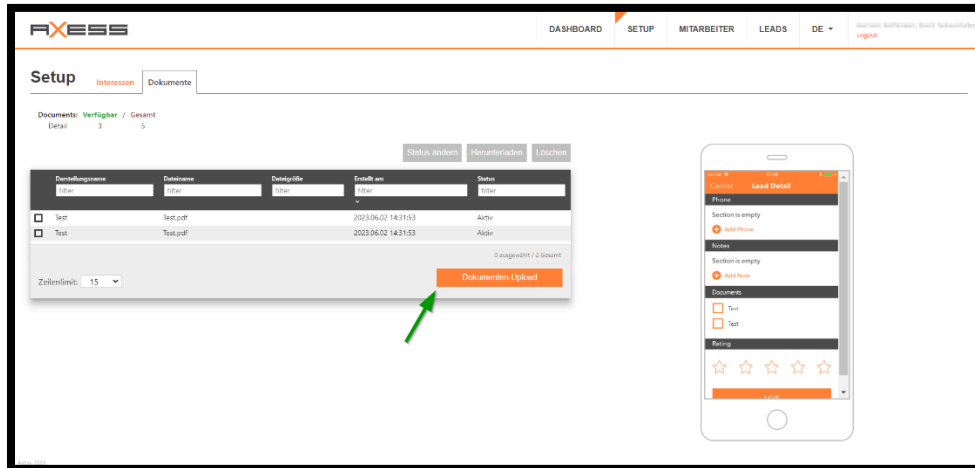 AXESS
DASHBOARD SETUP MITARBEITER LEADS DE
Logout
Setup Interessen Dokumente
Documents: Verfügbar / Gesamt
Detail 3 5
Status ändern Herunterladen Löschen
Darstellungsname Dateiname Dateigröße Erstellt am Status
filter filter filter filter filter
Test Test.pdf 2023.06.02 14:31:53 Aktiv
Test Test.pdf 2023.06.02 14:31:53 Aktiv
0 ausgewählt / 2 Gesamt
Zeilenlimit: 15
Dokumenten-Upload
Cancel Lead Detail
Phone
Section is empty
Add Phone
Notes
Section is empty
Add Note
Documents
Test
Test
Rating
SAVE
Axess 2023